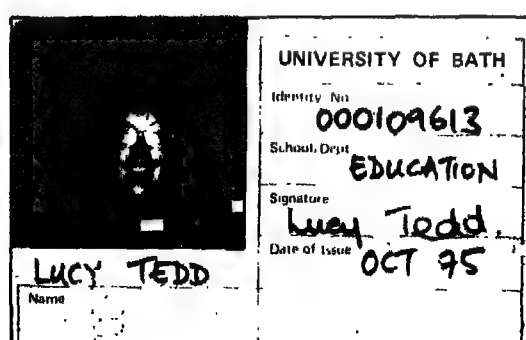 UNIVERSITY OF BATH
Identity No
000109613
School/Dept
EDUCATION
Signature
Lucy Tedd.
Date of Issue
OCT 75
LUCY TEDD
Name